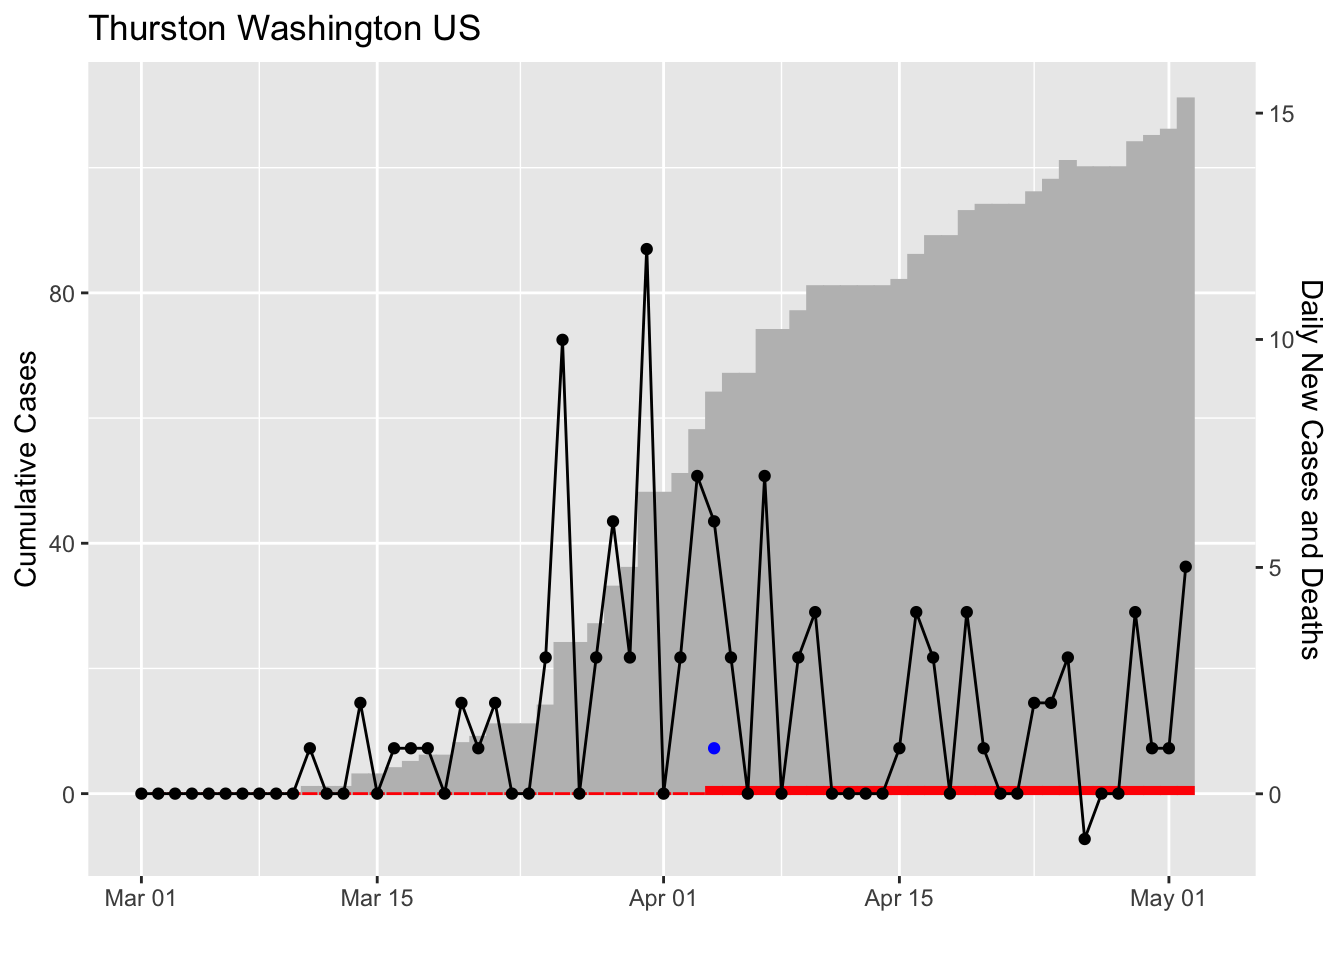 Thurston Washington US
Cumulative Cases
80
40
0
15
10
5
0
Daily New Cases and Deaths
Mar 01
Mar 15
Apr 01
Apr 15
May 01